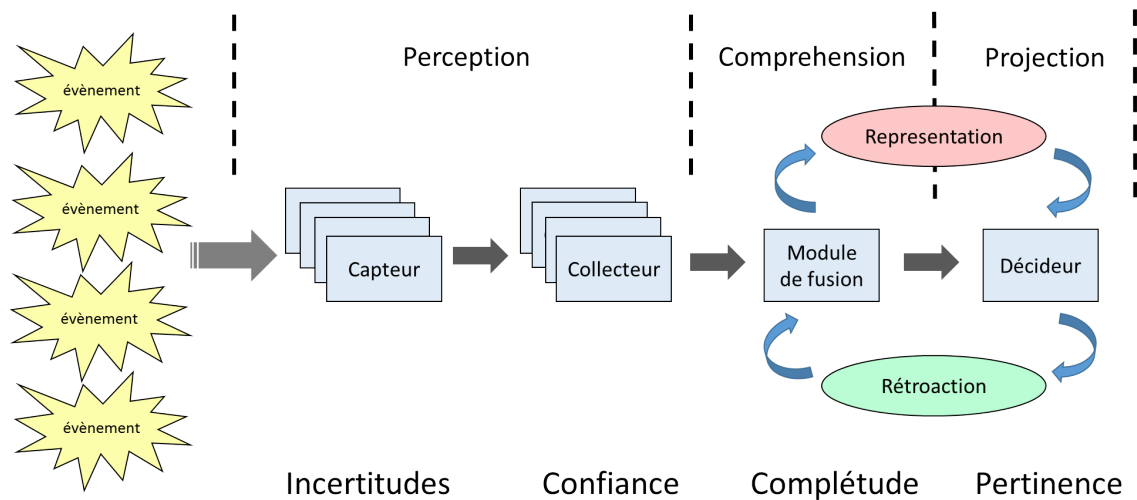 Perception
Comprehension
Projection
évènement
évènement
évènement
évènement
Capteur
Collecteur
Module
de fusion
Décideur
Representation
Rétroaction
Incertitudes
Confiance
Complétude
Pertinence